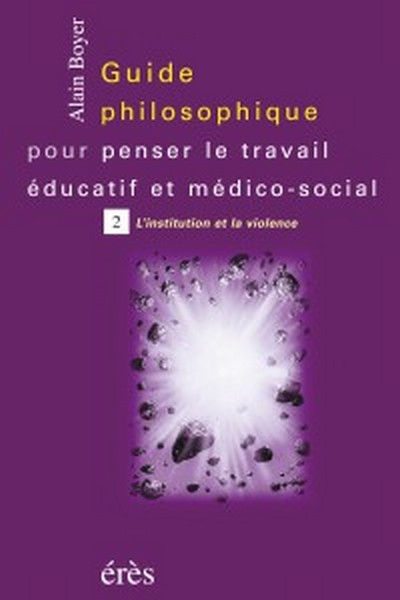 Alain Boyer
Guide
philosophique
pour penser le travail
éducatif et médico-social
2 L'institution et la violence
érès